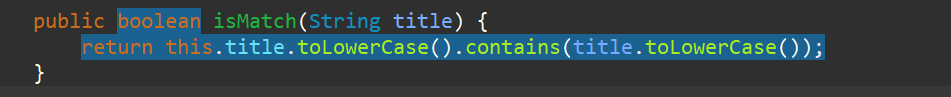 public boolean isMatch(String title) {
return this.title.toLowerCase().contains(title.toLowerCase());
}